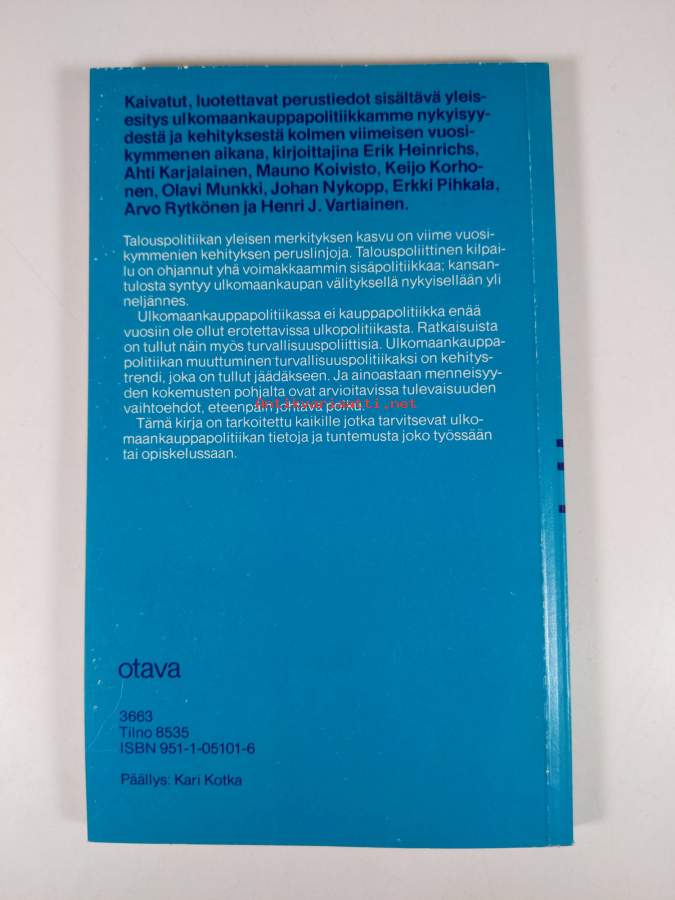 Kaivatut, luotettavat perustiedot sisältävä yleis-
esitys ulkomaankauppapolitiikkamme nykyisyy-
destä ja kehityksestä kolmen viimeisen vuosi-
kymmenen aikana, kirjoittajina Erik Heinrichs,
Ahti Karjalainen, Mauno Koivisto, Keijo Korho-
nen, Olavi Munkki, Johan Nykopp, Erkki Pihkala,
Arvo Rytkönen ja Henri J. Vartiainen.
Talouspolitiikan yleisen merkityksen kasvu on viime vuosi-
kymmenien kehityksen peruslinjoja. Talouspoliittinen kilpai-
lu on ohjannut yhä voimakkaammin sisäpolitiikkaa; kansan-
tulosta syntyy ulkomaankaupan välityksellä nykyisellään yli
neljännes.
Ulkomaankauppapolitiikassa ei kauppapolitiikka enää
vuosiin ole ollut erotettavissa ulkopolitiikasta. Ratkaisuista
on tullut näin myös turvallisuuspoliittisia. Ulkomaankauppa-
politiikan muuttuminen turvallisuuspolitiikaksi on kehitys-
trendi, joka on tullut jäädäkseen. Ja ainoastaan menneisyy-
den kokemusten pohjalta ovat arvioitavissa tulevaisuuden
vaihtoehdot, eteenpäin johtava polku.
Antikvariaatti.net
Tämä kirja on tarkoitettu kaikille jotka tarvitsevat ulko-
maankauppapolitiikan tietoja ja tuntemusta joko työssään
tai opiskelussaan.
otava
3663
Tilno 8535
ISBN 951-1-05101-6
Päällys: Kari Kotka